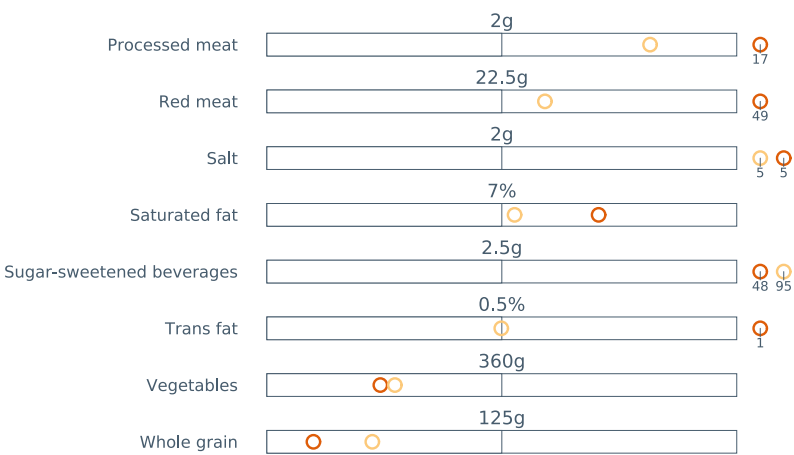 2g
Processed meat
17
22.5g
Red meat
49
2g
Salt
5 5
7%
Saturated fat
2.5g
Sugar-sweetened beverages
48 95
0.5%
Trans fat
1
360g
Vegetables
125g
Whole grain